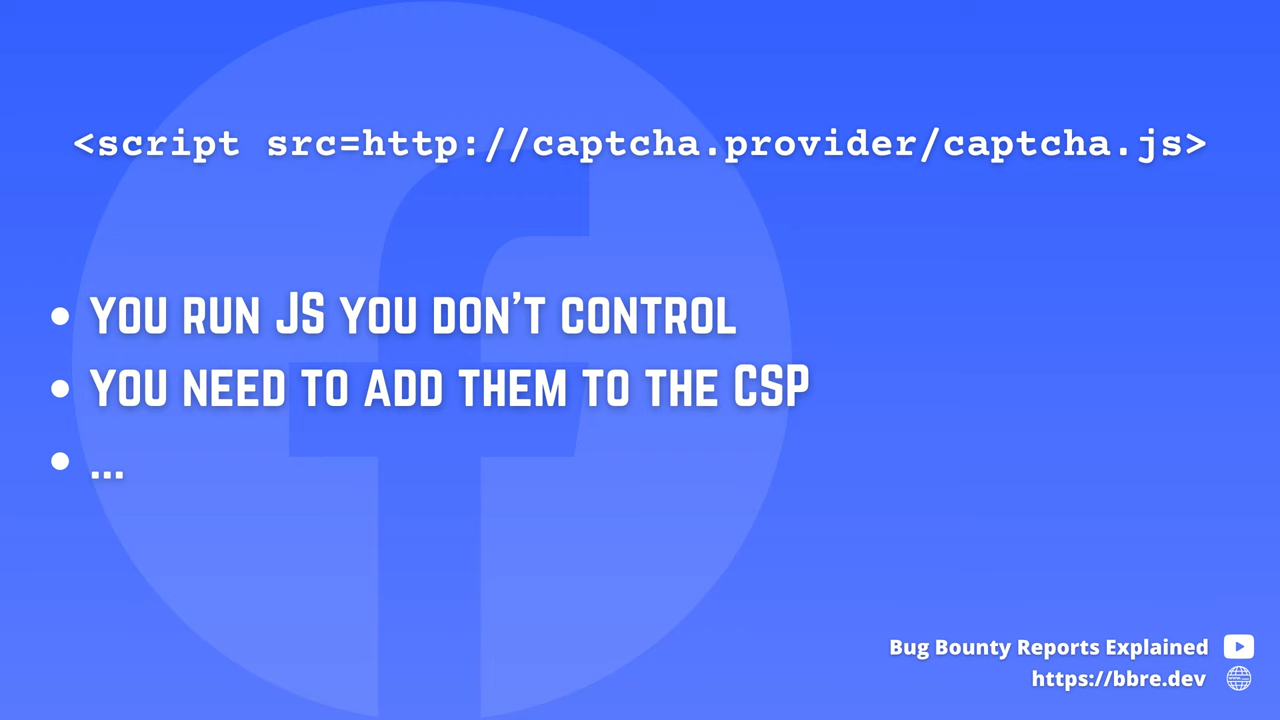 <script src=http://captcha.provider/captcha.js>
• YOU RUN JS YOU DON'T CONTROL
• YOU NEED TO ADD THEM TO THE CSP
• ...
Bug Bounty Reports Explained
https://bbre.dev